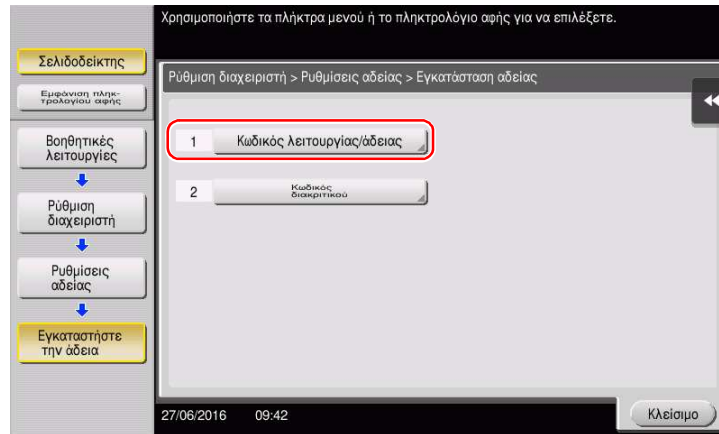 Χρησιμοποιήστε τα πλήκτρα μενού ή το πληκτρολόγιο αφής για να επιλέξετε.
Σελιδοδείκτης
Εμφάνιση πληκ-
τρολογίου αφής
Βοηθητικές
λειτουργίες
Ρύθμιση
διαχειριστή
Ρυθμίσεις
αδείας
Εγκαταστήστε
την άδεια
Ρύθμιση διαχειριστή > Ρυθμίσεις αδείας > Εγκατάσταση αδείας
1 Κωδικός λειτουργίας/άδειας
2 Κωδικός
διακριτικού
27/06/2016 09:42
Κλείσιμο